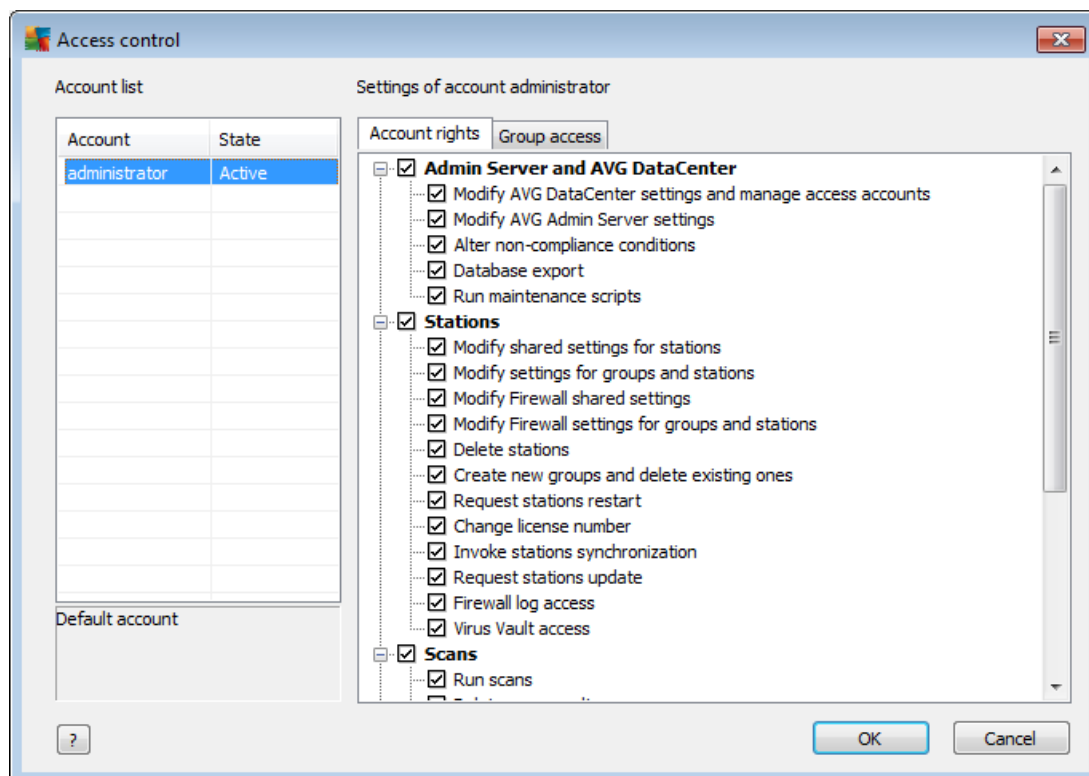 Access control
Account list
Settings of account administrator
Account State
administrator Active
Default account
Account rights Group access
Admin Server and AVG DataCenter
Modify AVG DataCenter settings and manage access accounts
Modify AVG Admin Server settings
Alter non-compliance conditions
Database export
Run maintenance scripts
Stations
Modify shared settings for stations
Modify settings for groups and stations
Modify Firewall shared settings
Modify Firewall settings for groups and stations
Delete stations
Create new groups and delete existing ones
Request stations restart
Change license number
Invoke stations synchronization
Request stations update
Firewall log access
Virus Vault access
Scans
Run scans
?
OK
Cancel